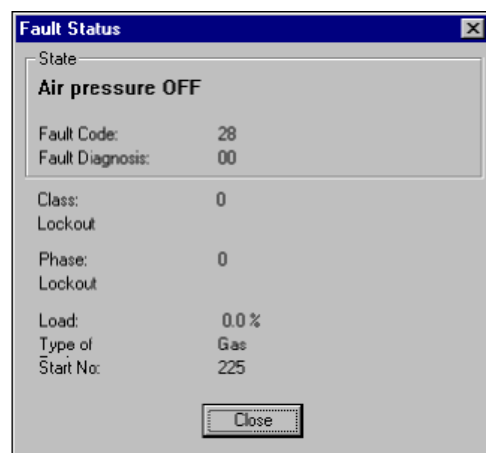 Fault Status
State
Air pressure OFF
Fault Code: 28
Fault Diagnosis: 00
Class: 0
Lockout
Phase: 0
Lockout
Load: 0.0 %
Type of Gas
Start No: 225
Close